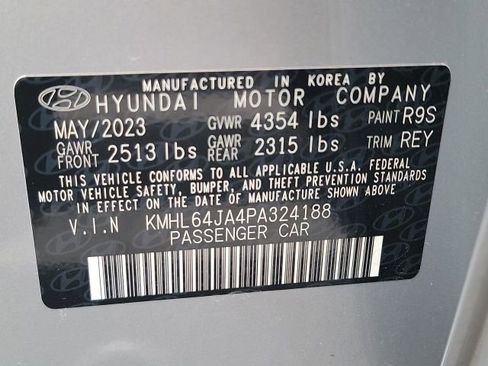 MANUFACTURED IN KOREA BY
HYUNDAI MOTOR COMPANY
MAY/2023 GVWR 4354 lbs PAINT R9S
GAWR FRONT 2513 lbs GAWR REAR 2315 lbs TRIM REY
THIS VEHICLE CONFORMS TO ALL APPLICABLE U.S.A. FEDERAL
MOTOR VEHICLE SAFETY, BUMPER, AND THEFT PREVENTION STANDARDS
IN EFFECT ON THE DATE OF MANUFACTURE SHOWN ABOVE.
V.I.N KMHL64JA4PA324188
PASSENGER CAR